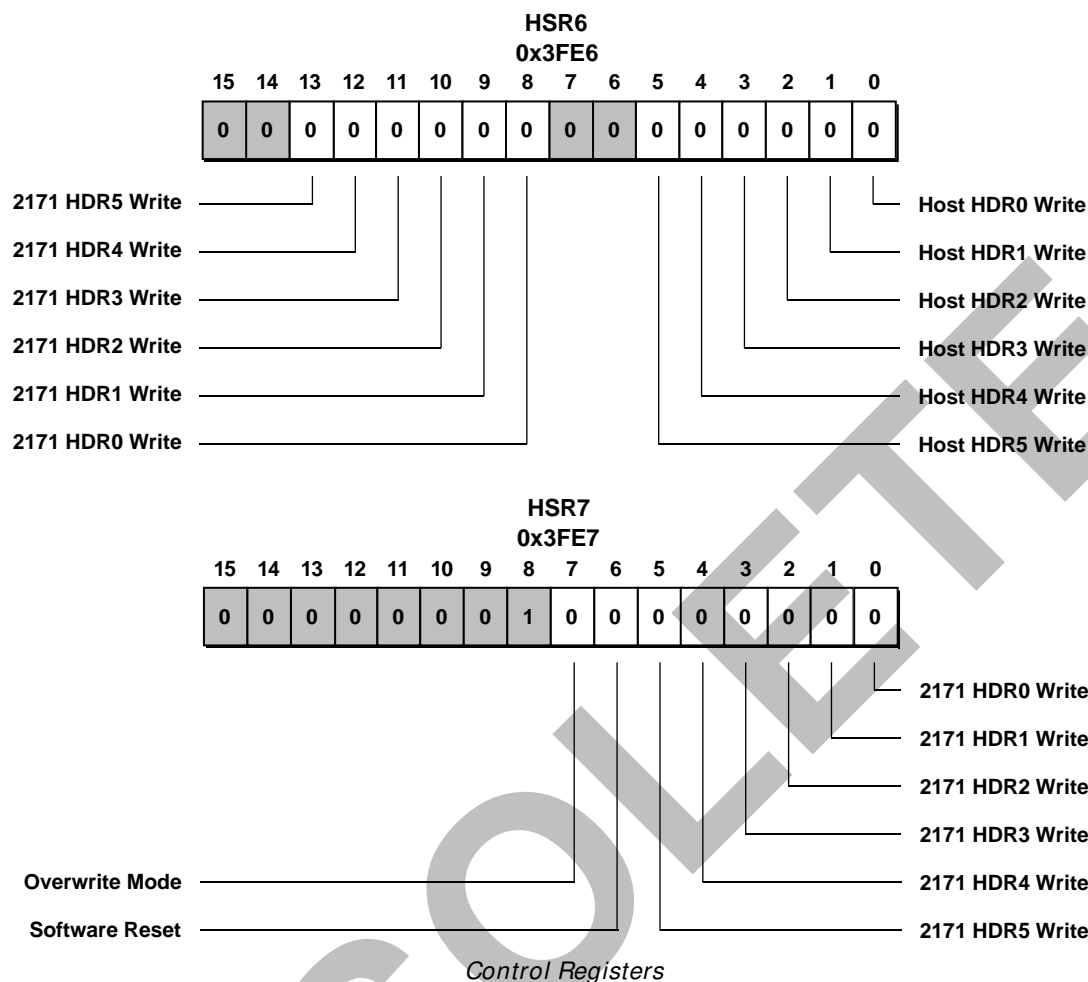 HSR6
0x3FE6
15 14 13 12 11 10 9 8 7 6 5 4 3 2 1 0
0 0 0 0 0 0 0 0 0 0 0 0 0 0 0 0
2171 HDR5 Write Host HDR0 Write
2171 HDR4 Write Host HDR1 Write
2171 HDR3 Write Host HDR2 Write
2171 HDR2 Write Host HDR3 Write
2171 HDR1 Write Host HDR4 Write
2171 HDR0 Write Host HDR5 Write
HSR7
0x3FE7
15 14 13 12 11 10 9 8 7 6 5 4 3 2 1 0
0 0 0 0 0 0 0 1 0 0 0 0 0 0 0 0
2171 HDR0 Write
2171 HDR1 Write
2171 HDR2 Write
2171 HDR3 Write
Overwrite Mode 2171 HDR4 Write
Software Reset 2171 HDR5 Write
Control Registers
SOLETE